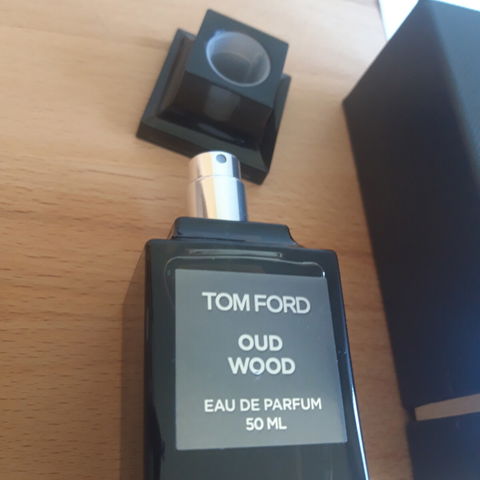 TOM FORD
OUD
WOOD
EAU DE PARFUM
50 ML